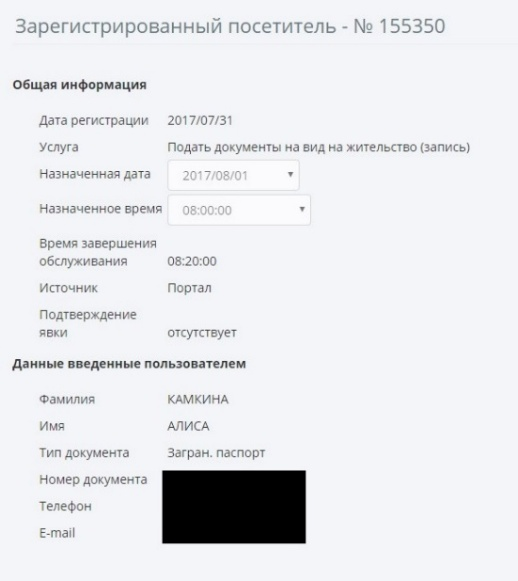 Зарегистрированный посетитель - № 155350
Общая информация
Дата регистрации 2017/07/31
Услуга Подать документы на вид на жительство (запись)
Назначенная дата 2017/08/01
Назначенное время 08:00:00
Время завершения
обслуживания 08:20:00
Источник Портал
Подтверждение
явки отсутствует
Данные введенные пользователем
Фамилия КАМКИНА
Имя АЛИСА
Тип документа Загран. паспорт
Номер документа
Телефон
E-mail